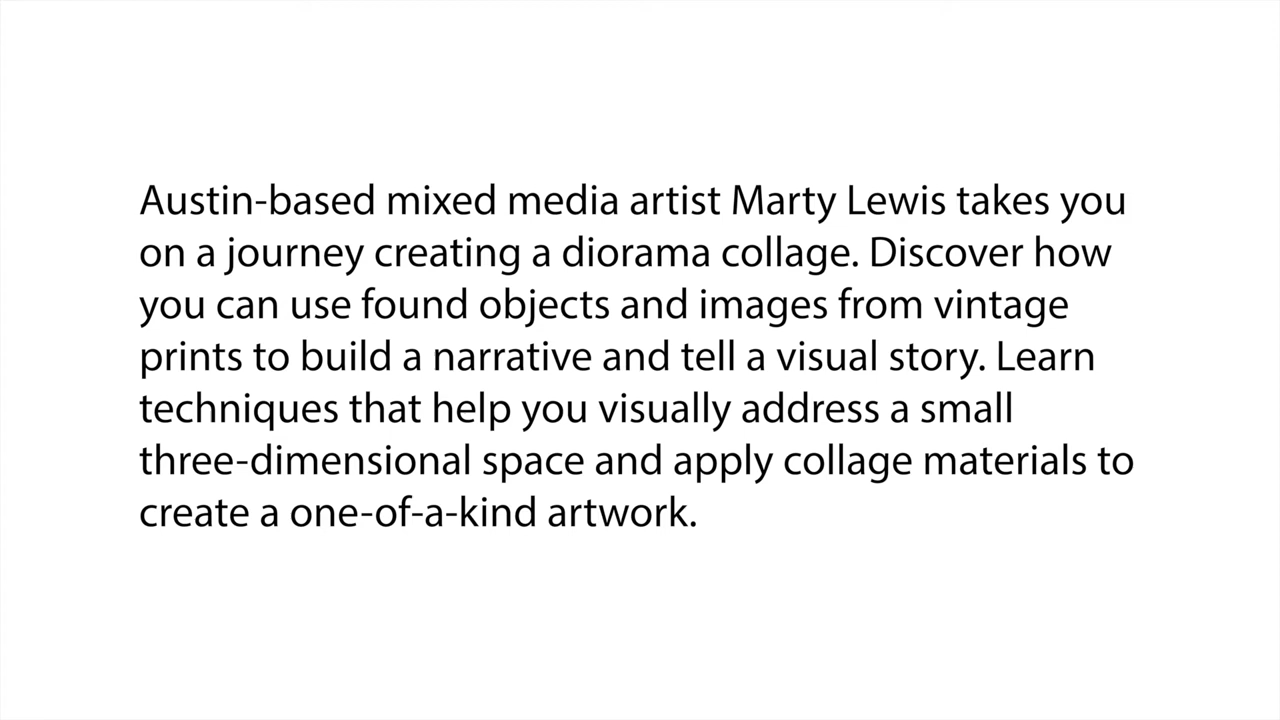 Austin-based mixed media artist Marty Lewis takes you
on a journey creating a diorama collage. Discover how
you can use found objects and images from vintage
prints to build a narrative and tell a visual story. Learn
techniques that help you visually address a small
three-dimensional space and apply collage materials to
create a one-of-a-kind artwork.